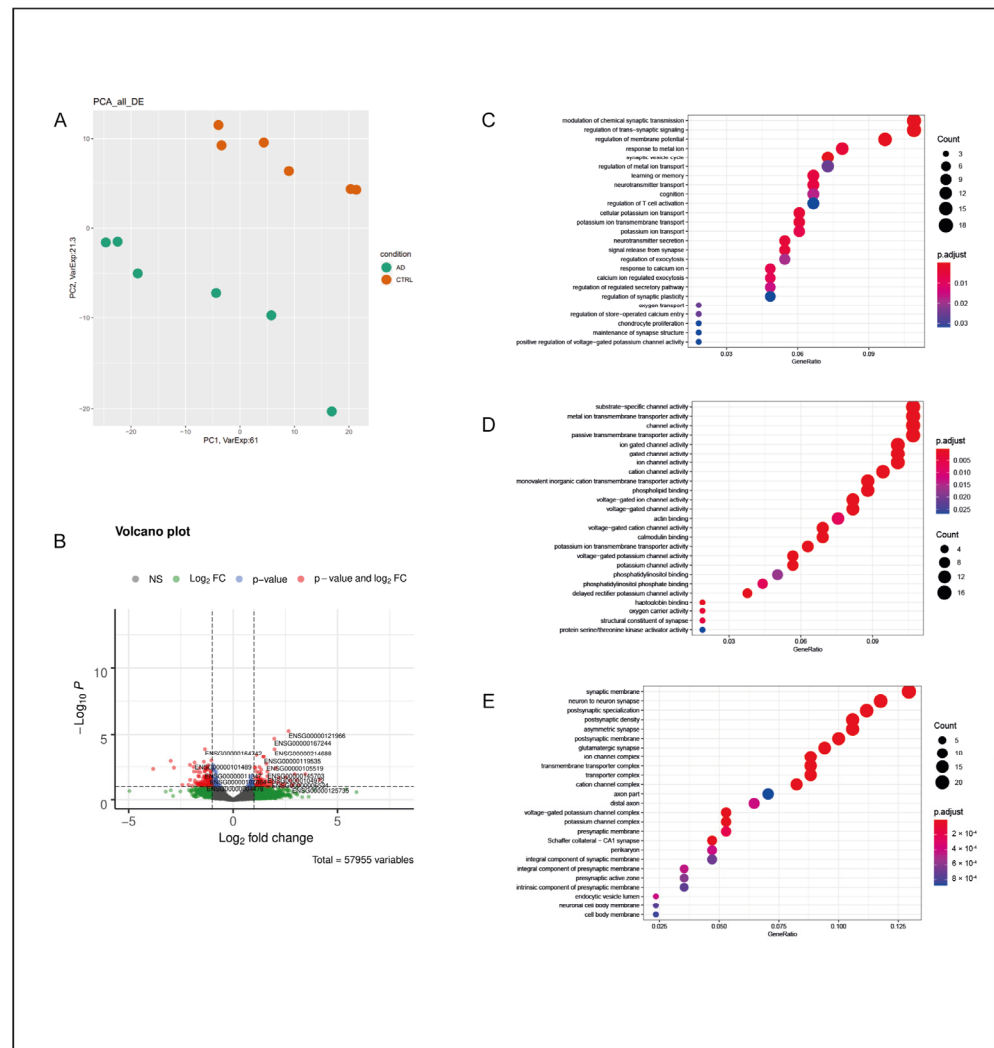 A
PCA_all_DE
10
0
−10
−20
PC2, VarExp:21.3
−20
−10
0
10
20
PC1, VarExp:61
condition
AD
CTRL
B
Volcano plot
NS
Log2 FC
p−value
p − value and log2 FC
−Log10 P
10
5
0
ENSG00000121966
ENSG00000167244
ENSG00000214688
ENSG00000119535
ENSG00000105519
ENSG00000145703
ENSG00000101489
ENSG00000125735
−5
0
5
Log2 fold change
Total = 57955 variables
C
modulation of chemical synaptic transmission
regulation of trans−synaptic signaling
regulation of membrane potential
response to metal ion
synaptic vesicle cycle
regulation of metal ion transport
learning or memory
neurotransmitter transport
cognition
regulation of T cell activation
cellular potassium ion transport
potassium ion transmembrane transport
potassium ion transport
neurotransmitter secretion
signal release from synapse
regulation of exocytosis
response to calcium ion
calcium ion regulated exocytosis
regulation of regulated secretory pathway
regulation of synaptic plasticity
oxygen transport
regulation of store−operated calcium entry
chondrocyte proliferation
maintenance of synapse structure
positive regulation of voltage−gated potassium channel activity
0.03
0.06
0.09
GeneRatio
Count
3
6
9
12
15
18
p.adjust
0.01
0.02
0.03
D
substrate−specific channel activity
metal ion transmembrane transporter activity
channel activity
passive transmembrane transporter activity
ion gated channel activity
gated channel activity
ion channel activity
cation channel activity
monovalent inorganic cation transmembrane transporter activity
phospholipid binding
voltage−gated ion channel activity
voltage−gated channel activity
actin binding
voltage−gated cation channel activity
calmodulin binding
potassium ion transmembrane transporter activity
voltage−gated potassium channel activity
potassium channel activity
phosphatidylinositol binding
phosphatidylinositol phosphate binding
delayed rectifier potassium channel activity
haptoglobin binding
oxygen carrier activity
structural constituent of synapse
protein serine/threonine kinase activator activity
0.03
0.06
0.09
GeneRatio
p.adjust
0.005
0.010
0.015
0.020
0.025
Count
4
8
12
16
E
synaptic membrane
neuron to neuron synapse
postsynaptic specialization
postsynaptic density
asymmetric synapse
postsynaptic membrane
glutamatergic synapse
ion channel complex
transmembrane transporter complex
transporter complex
cation channel complex
axon part
distal axon
voltage−gated potassium channel complex
potassium channel complex
presynaptic membrane
Schaffer collateral − CA1 synapse
perikaryon
integral component of synaptic membrane
integral component of presynaptic membrane
presynaptic active zone
intrinsic component of presynaptic membrane
endocytic vesicle lumen
neuronal cell body membrane
cell body membrane
0.025
0.050
0.075
0.100
0.125
GeneRatio
Count
5
10
15
20
p.adjust
2 × 10⁻⁴
4 × 10⁻⁴
6 × 10⁻⁴
8 × 10⁻⁴